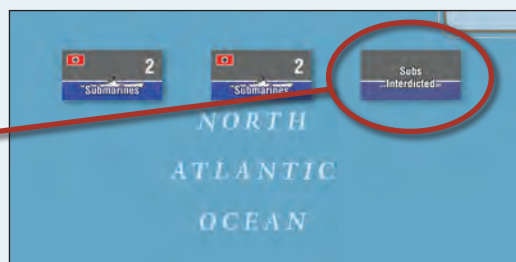 2 2 Subs
Submarines Submarines Interdicted
NORTH
ATLANTIC
OCEAN